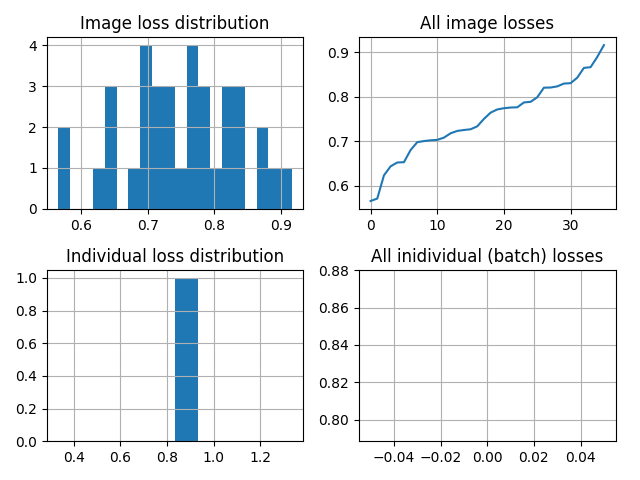 Image loss distribution
4
3
2
1
0
0.6 0.7 0.8 0.9
All image losses
0.9
0.8
0.7
0.6
0 10 20 30
Individual loss distribution
1.0
0.8
0.6
0.4
0.2
0.0
0.4 0.6 0.8 1.0 1.2
All inidividual (batch) losses
0.88
0.86
0.84
0.82
0.80
−0.04 −0.02 0.00 0.02 0.04